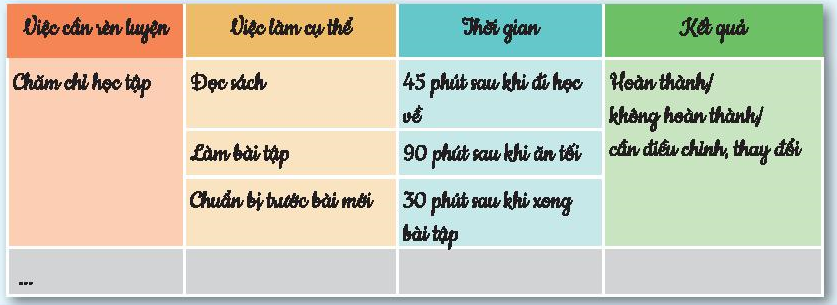 Việc cần rèn luyện
Việc làm cụ thể
Thời gian
Kết quả
Chăm chỉ học tập
Đọc sách
45 phút sau khi đi học
về
Hoàn thành/
không hoàn thành/
cần điều chỉnh, thay đổi
Làm bài tập
90 phút sau khi ăn tối
Chuẩn bị trước bài mới
30 phút sau khi xong
bài tập
...